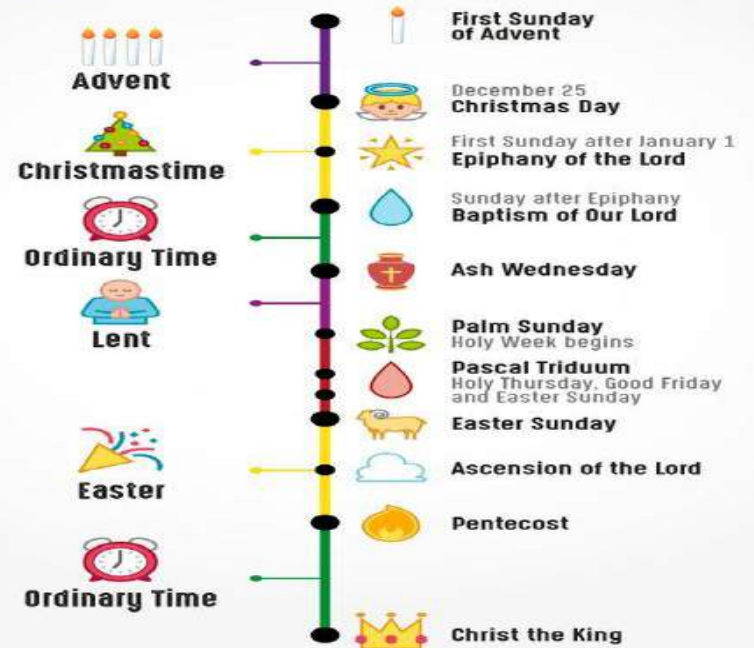 First Sunday
of Advent
Advent
December 25
Christmas Day
First Sunday after January 1
Epiphany of the Lord
Christmastime
Sunday after Epiphany
Baptism of Our Lord
Ordinary Time
Ash Wednesday
Lent
Palm Sunday
Holy Week begins
Pascal Triduum
Holy Thursday, Good Friday
and Easter Sunday
Easter Sunday
Ascension of the Lord
Easter
Pentecost
Ordinary Time
Christ the King